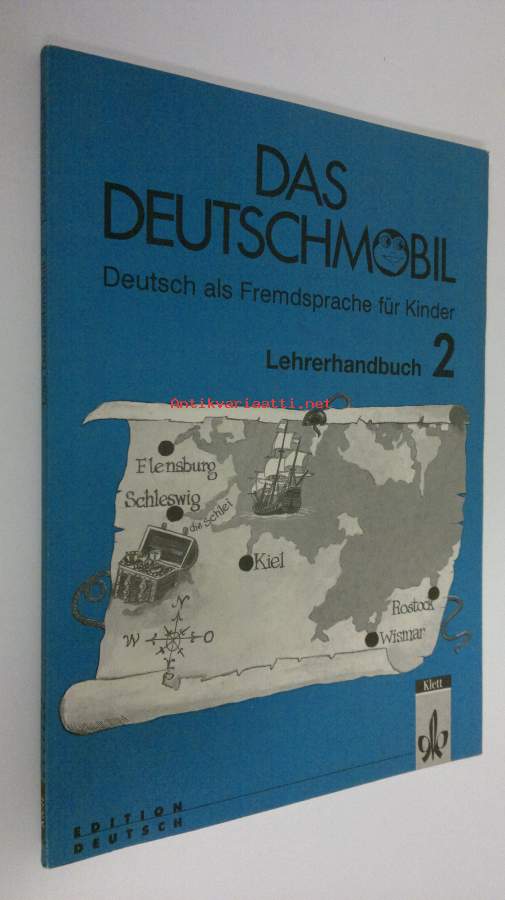 DAS
DEUTSCHMOBIL
Deutsch als Fremdsprache für Kinder
Lehrerhandbuch 2
Antikvariaatti.net
Flensburg
Schleswig
die Schlei
Kiel
Rostock
Wismar
N
W O
S
Klett
EDITION
DEUTSCH